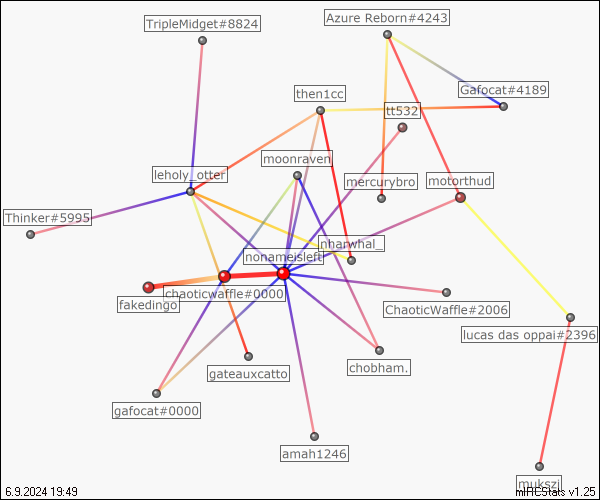 TripleMidget#8824
Azure Reborn#4243
Gafocat#4189
then1cc
tt532
moonraven
leholy_otter
mercurybro
motorthud
Thinker#5995
nharwhal_
nonameisleft
chaoticwaffle#0000
fakedingo
ChaoticWaffle#2006
lucas das oppai#2396
chobham.
gateauxcatto
gafocat#0000
amah1246
mukszi
6.9.2024 19:49
mIRCStats v1.25